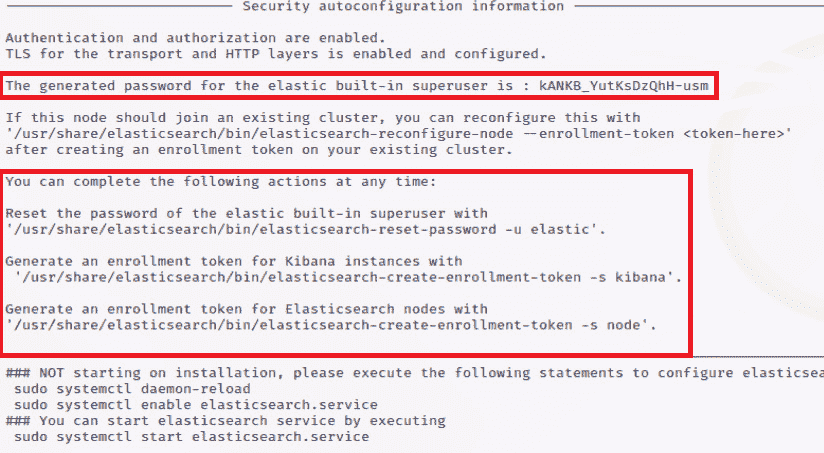 Security autoconfiguration information
Authentication and authorization are enabled.
TLS for the transport and HTTP layers is enabled and configured.
The generated password for the elastic built-in superuser is : kANKB_YutKsDzQhH-usm
If this node should join an existing cluster, you can reconfigure this with
'/usr/share/elasticsearch/bin/elasticsearch-reconfigure-node --enrollment-token <token-here>'
after creating an enrollment token on your existing cluster.
You can complete the following actions at any time:
Reset the password of the elastic built-in superuser with
'/usr/share/elasticsearch/bin/elasticsearch-reset-password -u elastic'.
Generate an enrollment token for Kibana instances with
'/usr/share/elasticsearch/bin/elasticsearch-create-enrollment-token -s kibana'.
Generate an enrollment token for Elasticsearch nodes with
'/usr/share/elasticsearch/bin/elasticsearch-create-enrollment-token -s node'.
### NOT starting on installation, please execute the following statements to configure elasticsea
sudo systemctl daemon-reload
sudo systemctl enable elasticsearch.service
### You can start elasticsearch service by executing
sudo systemctl start elasticsearch.service